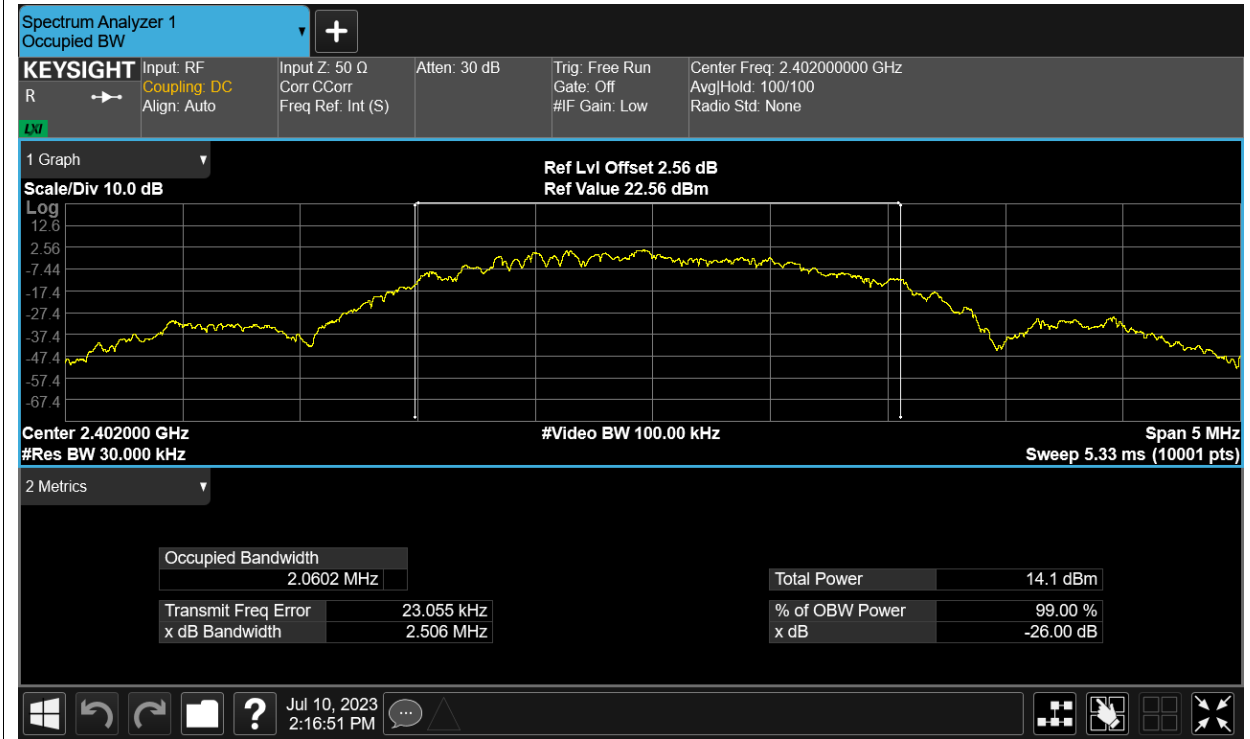 Spectrum Analyzer 1
Occupied BW
KEYSIGHT
R
LXI
Input: RF
Coupling: DC
Align: Auto
Input Z: 50 Ω
Corr CCorr
Freq Ref: Int (S)
Atten: 30 dB
Trig: Free Run
Gate: Off
#IF Gain: Low
Center Freq: 2.402000000 GHz
Avg|Hold: 100/100
Radio Std: None
1 Graph
Scale/Div 10.0 dB
Ref Lvl Offset 2.56 dB
Ref Value 22.56 dBm
Log
12.6
2.56
-7.44
-17.4
-27.4
-37.4
-47.4
-57.4
-67.4
Center 2.402000 GHz
#Video BW 100.00 kHz
Span 5 MHz
#Res BW 30.000 kHz
Sweep 5.33 ms (10001 pts)
2 Metrics
Occupied Bandwidth
2.0602 MHz
Total Power 14.1 dBm
Transmit Freq Error 23.055 kHz
% of OBW Power 99.00 %
x dB Bandwidth 2.506 MHz
x dB -26.00 dB
Jul 10, 2023
2:16:51 PM